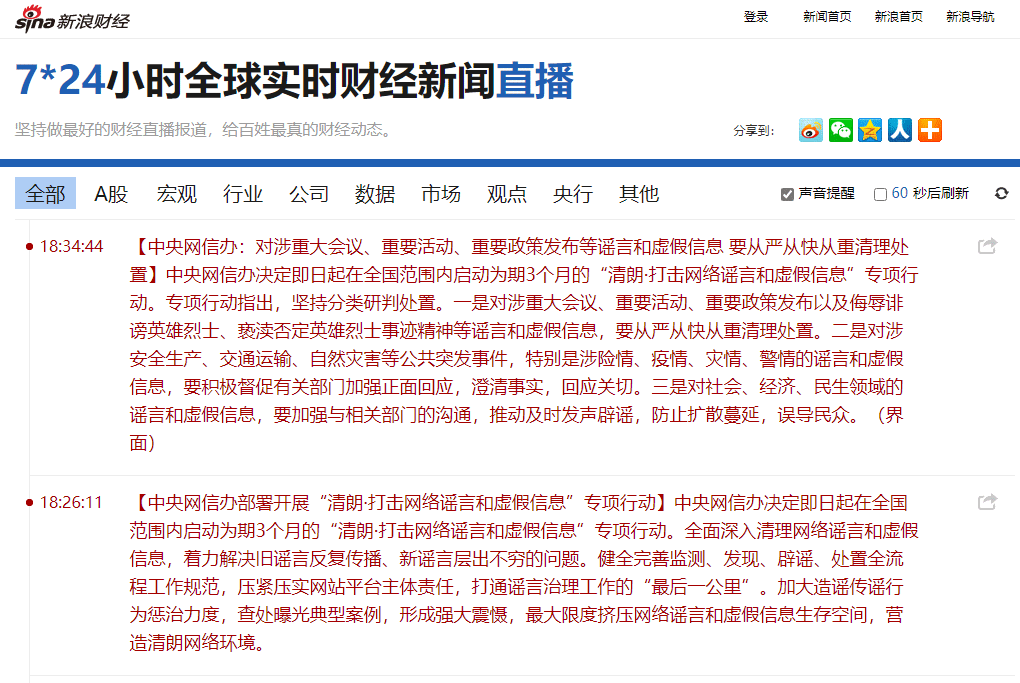 sina新浪财经
登录 新闻首页 新浪首页 新浪导航
7*24小时全球实时财经新闻直播
坚持做最好的财经直播报道，给百姓最真的财经动态。
分享到：
全部 A股 宏观 行业 公司 数据 市场 观点 央行 其他 声音提醒 60 秒后刷新
18:34:44 【中央网信办：对涉重大会议、重要活动、重要政策发布等谣言和虚假信息 要从严从快从重清理处
置】中央网信办决定即日起在全国范围内启动为期3个月的“清朗·打击网络谣言和虚假信息”专项行
动。专项行动指出，坚持分类研判处置。一是对涉重大会议、重要活动、重要政策发布以及侮辱诽
谤英雄烈士、亵渎否定英雄烈士事迹精神等谣言和虚假信息，要从严从快从重清理处置。二是对涉
安全生产、交通运输、自然灾害等公共突发事件，特别是涉险情、疫情、灾情、警情的谣言和虚假
信息，要积极督促有关部门加强正面回应，澄清事实，回应关切。三是对社会、经济、民生领域的
谣言和虚假信息，要加强与相关部门的沟通，推动及时发声辟谣，防止扩散蔓延，误导民众。（界
面）
18:26:11 【中央网信办部署开展“清朗·打击网络谣言和虚假信息”专项行动】中央网信办决定即日起在全国
范围内启动为期3个月的“清朗·打击网络谣言和虚假信息”专项行动。全面深入清理网络谣言和虚假
信息，着力解决旧谣言反复传播、新谣言层出不穷的问题。健全完善监测、发现、辟谣、处置全流
程工作规范，压紧压实网站平台主体责任，打通谣言治理工作的“最后一公里”。加大造谣传谣行
为惩治力度，查处曝光典型案例，形成强大震慑，最大限度挤压网络谣言和虚假信息生存空间，营
造清朗网络环境。